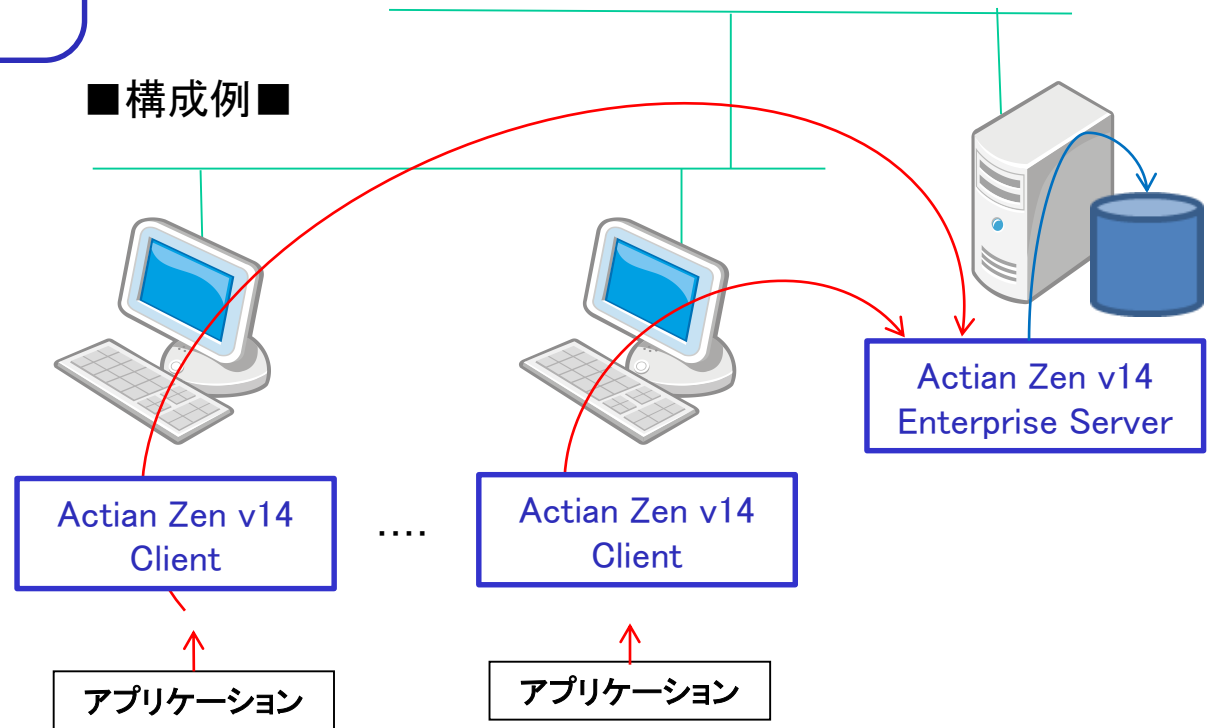 ■構成例■
Actian Zen v14
Enterprise Server
Actian Zen v14
Client
....
Actian Zen v14
Client
アプリケーション
アプリケーション